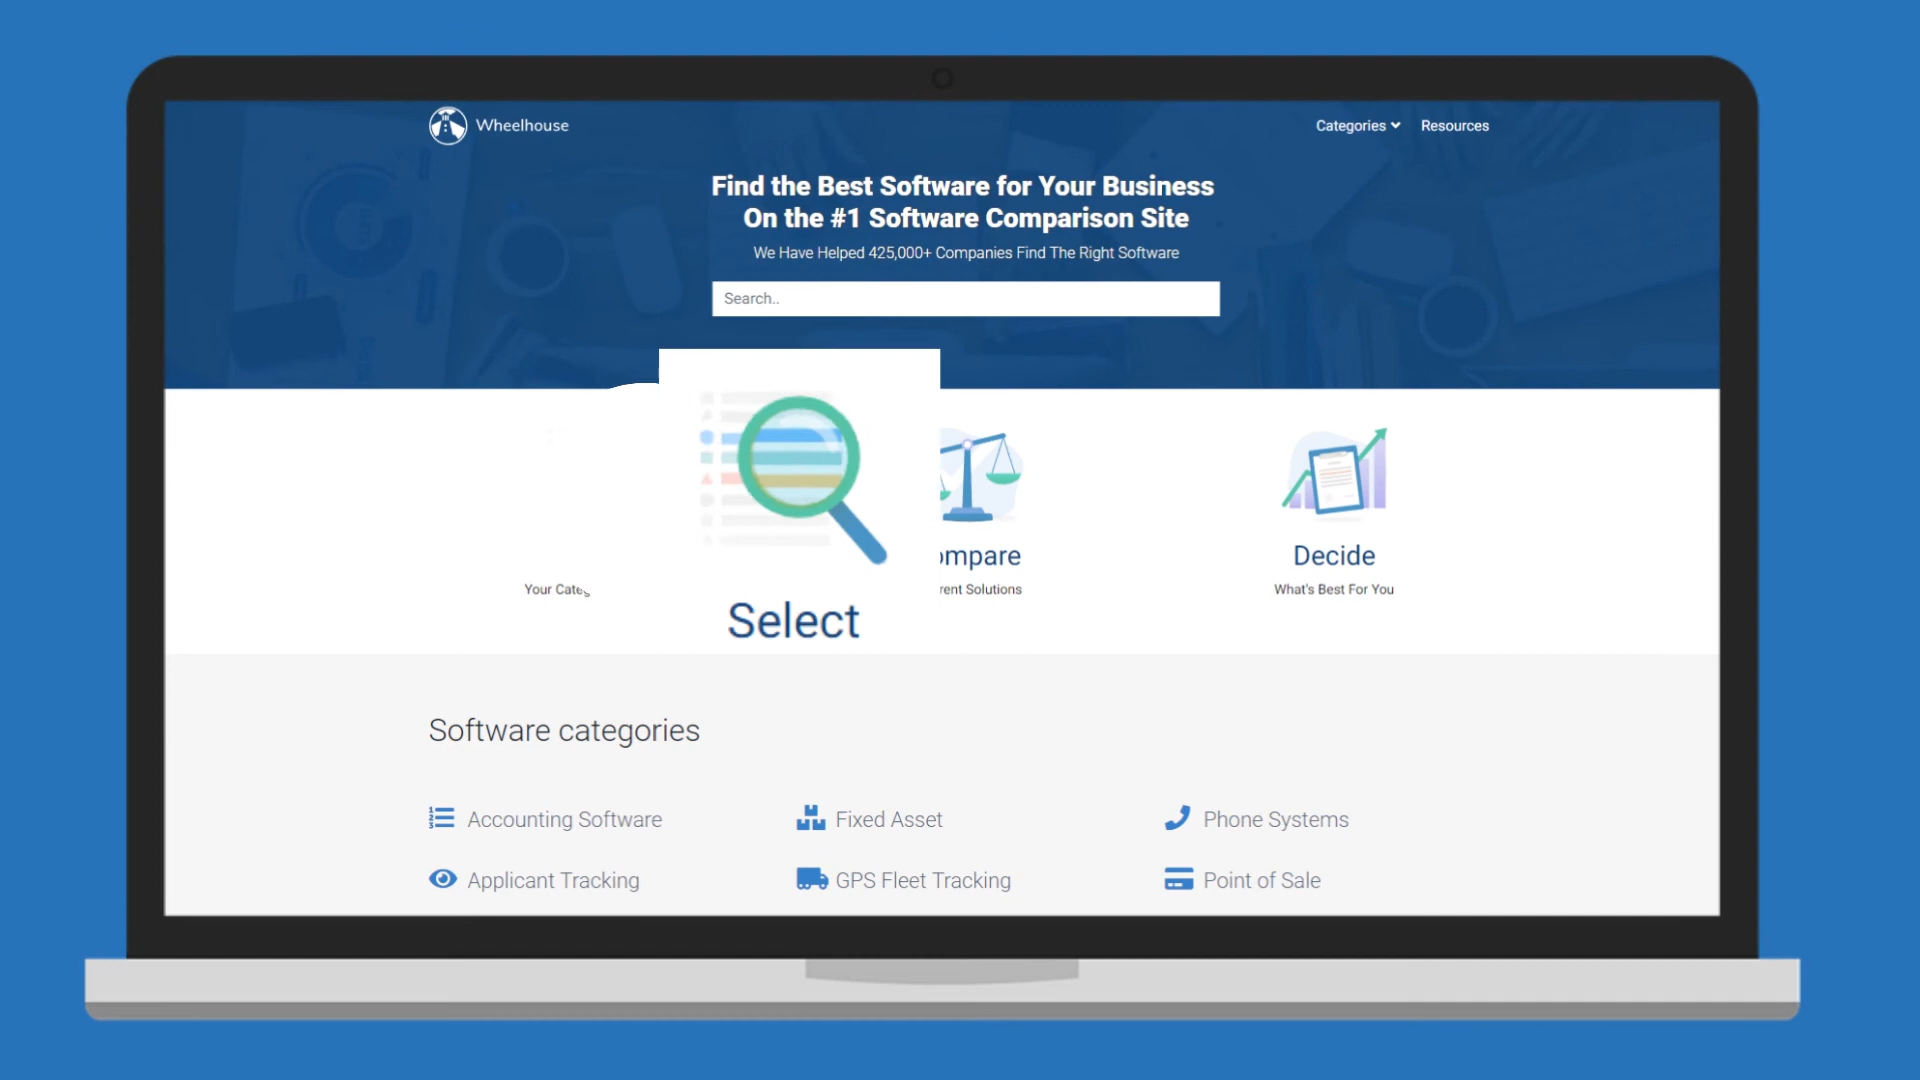 Wheelhouse
Categories
Resources
Find the Best Software for Your Business
On the #1 Software Comparison Site
We Have Helped 425,000+ Companies Find The Right Software
Search..
Select
ompare
Decide
Your Categ
rent Solutions
What's Best For You
Software categories
Accounting Software
Fixed Asset
Phone Systems
Applicant Tracking
GPS Fleet Tracking
Point of Sale